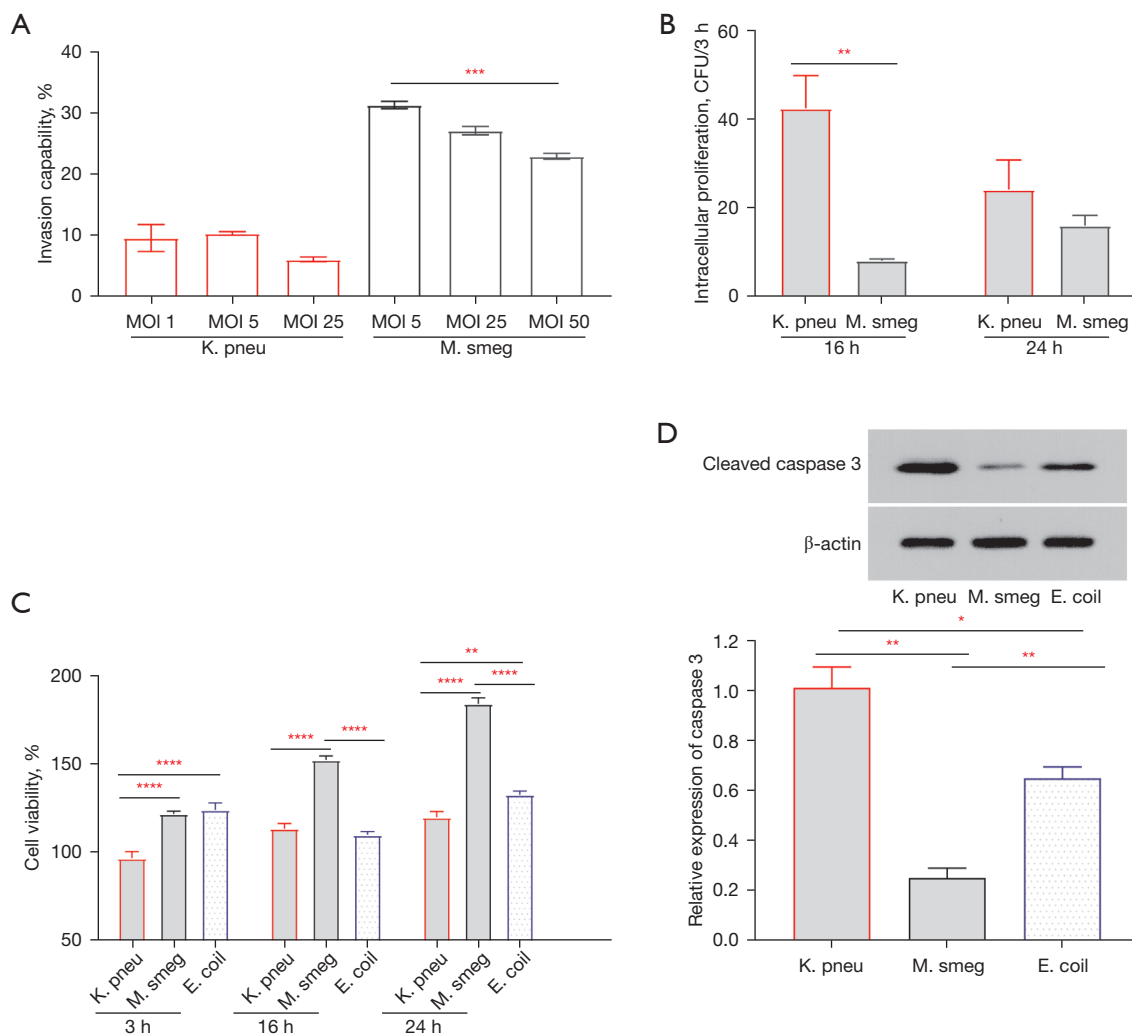 A
Invasion capability, %
40
30
20
10
0
***
MOI 1 MOI 5 MOI 25 MOI 5 MOI 25 MOI 50
K. pneu M. smeg
B
Intracellular proliferation, CFU/3 h
60
40
20
0
**
K. pneu M. smeg K. pneu M. smeg
16 h 24 h
C
Cell viability, %
200
150
100
50
**** ****
**** ****
**
**** ****
K. pneu M. smeg E. coil K. pneu M. smeg E. coil K. pneu M. smeg E. coil
3 h 16 h 24 h
D
Cleaved caspase 3
β-actin
K. pneu M. smeg E. coil
Relative expression of caspase 3
1.2
1.0
0.8
0.6
0.4
0.2
0.0
*
** **
K. pneu M. smeg E. coil